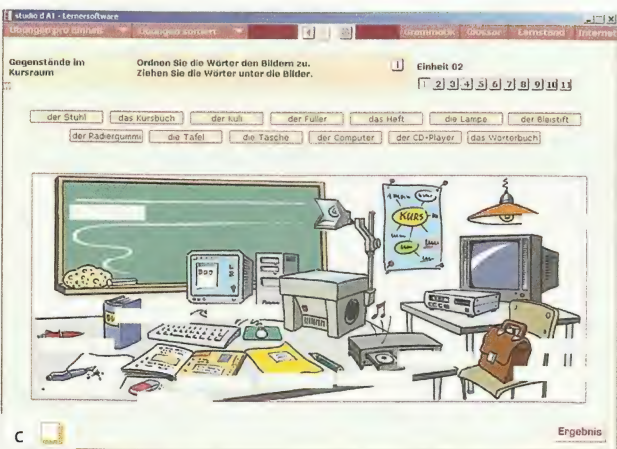 studio d A1 - Lernersoftware
Übungen pro Einheit Übungen sortiert Grammatik Glossar Lernstand Internet
Gegenstände im Kursraum
Ordnen Sie die Wörter den Bildern zu.
Ziehen Sie die Wörter unter die Bilder.
Einheit 02
1 2 3 4 5 6 7 8 9 10 11
der Stuhl das Kursbuch der Kuli der Füller das Heft die Lampe der Bleistift
der Radiergummi die Tafel die Tasche der Computer der CD-Player das Wörterbuch
KURS
C
Ergebnis